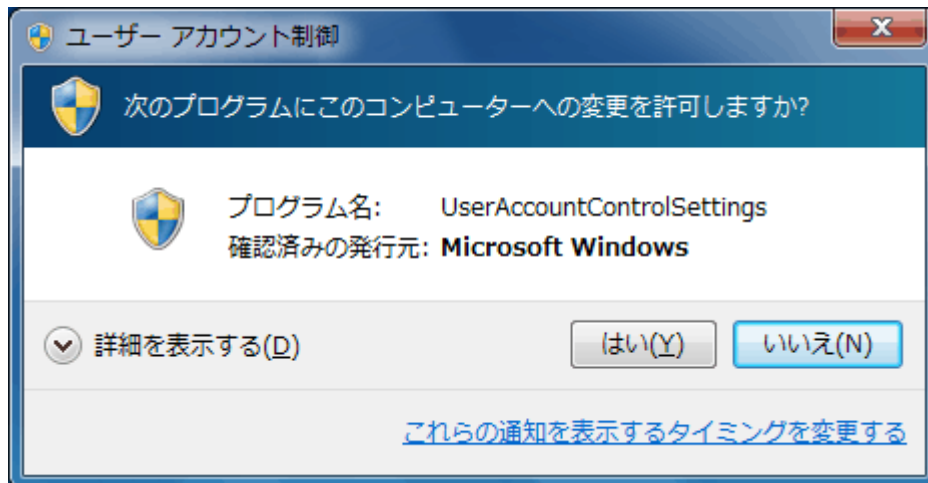 ユーザー アカウント制御
次のプログラムにこのコンピューターへの変更を許可しますか?
プログラム名: UserAccountControlSettings
確認済みの発行元: Microsoft Windows
詳細を表示する(D) はい(Y) いいえ(N)
これらの通知を表示するタイミングを変更する